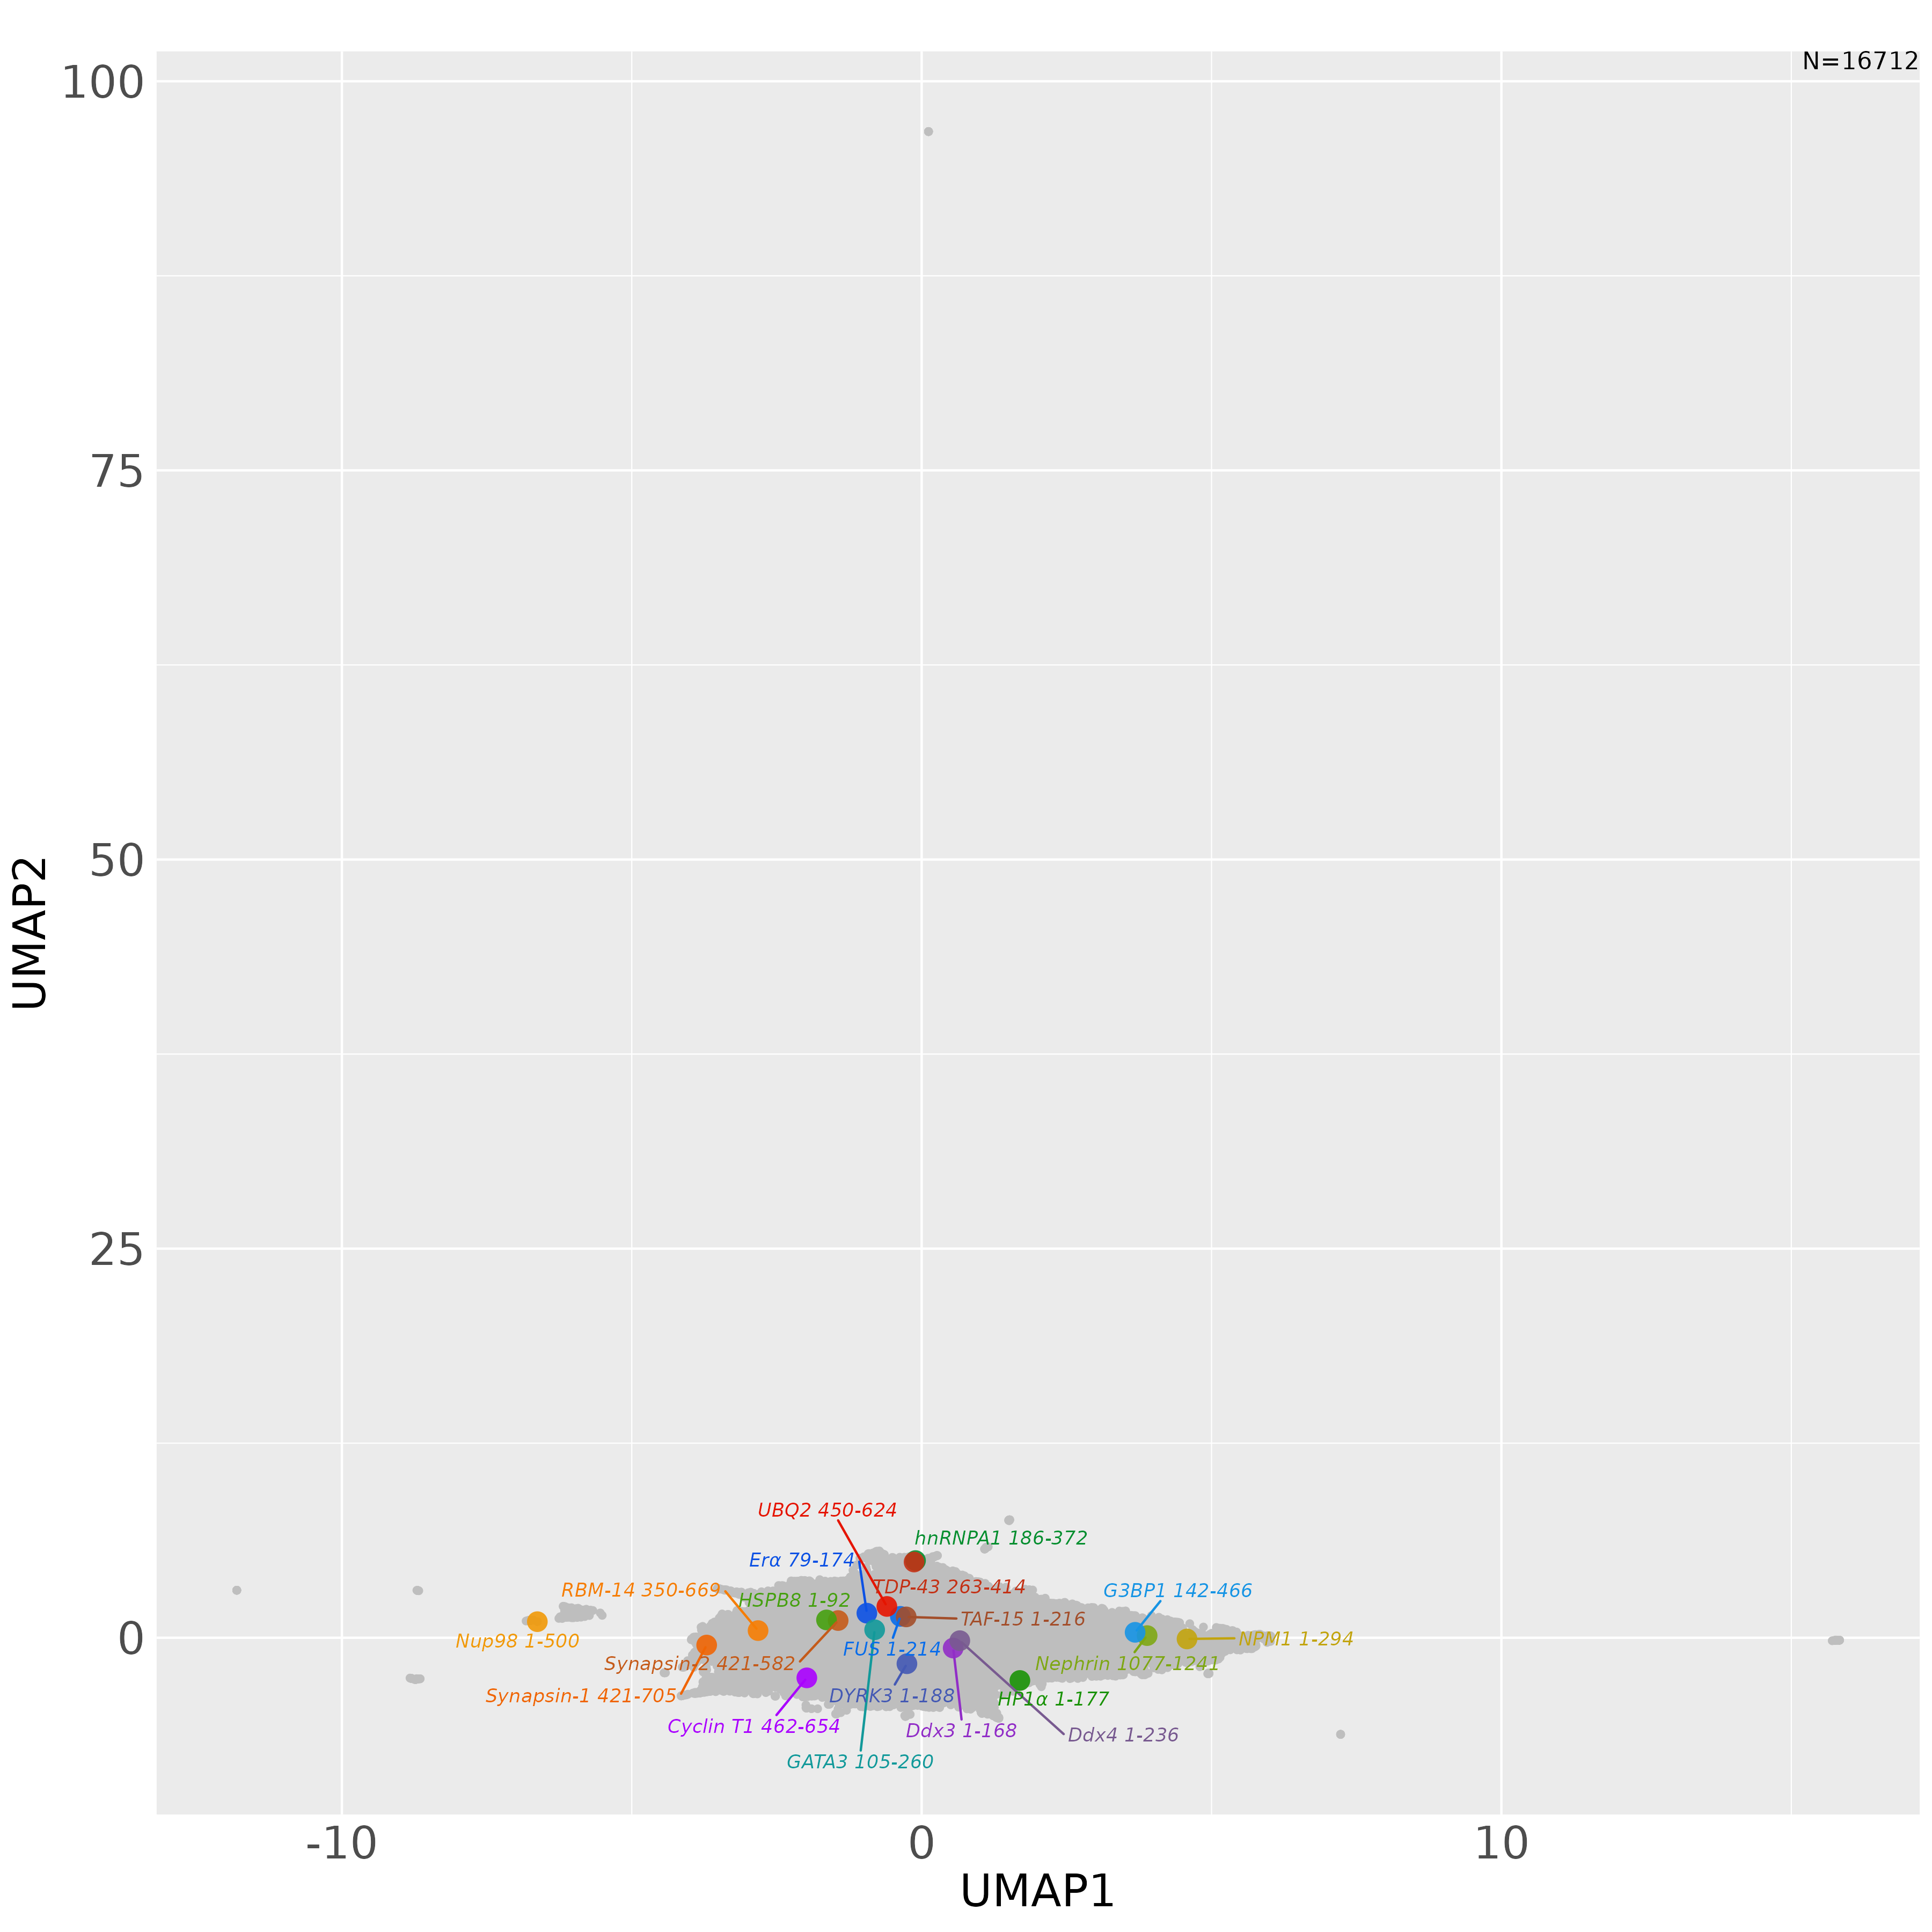 N=16712
100
75
50
25
0
UMAP2
UBQ2 450-624
hnRNPA1 186-372
Erα 79-174
TDP-43 263-414
RBM-14 350-669
G3BP1 142-466
HSPB8 1-92
TAF-15 1-216
Nup98 1-500
FUS 1-214
NPM1 1-294
Synapsin-2 421-582
Nephrin 1077-1241
Synapsin-1 421-705
DYRK3 1-188
HP1α 1-177
Cyclin T1 462-654
Ddx3 1-168
Ddx4 1-236
GATA3 105-260
-10
0
10
UMAP1